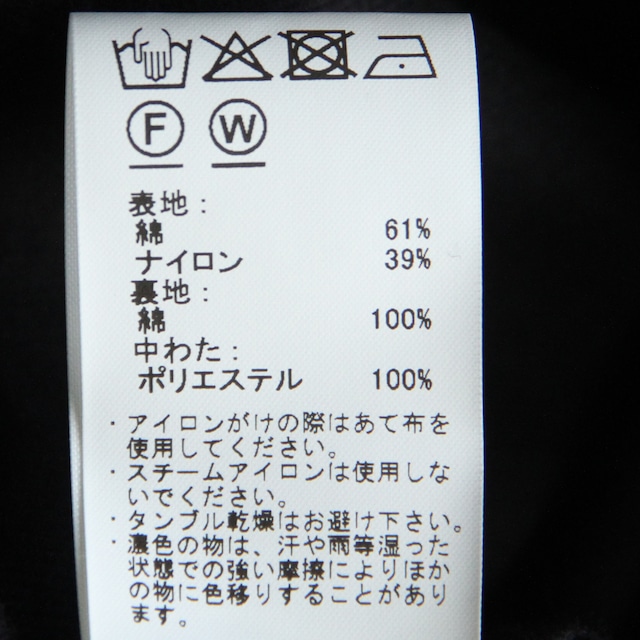 F W
表地:
綿 61%
ナイロン 39%
裏地:
綿 100%
中わた:
ポリエステル 100%
・アイロンがけの際はあて布を
使用してください。
・スチームアイロンは使用しな
いでください。
・タンブル乾燥はお避け下さい。
・濃色の物は、汗や雨等湿った
状態での強い摩擦によりほか
の物に色移りすることがあり
ます。